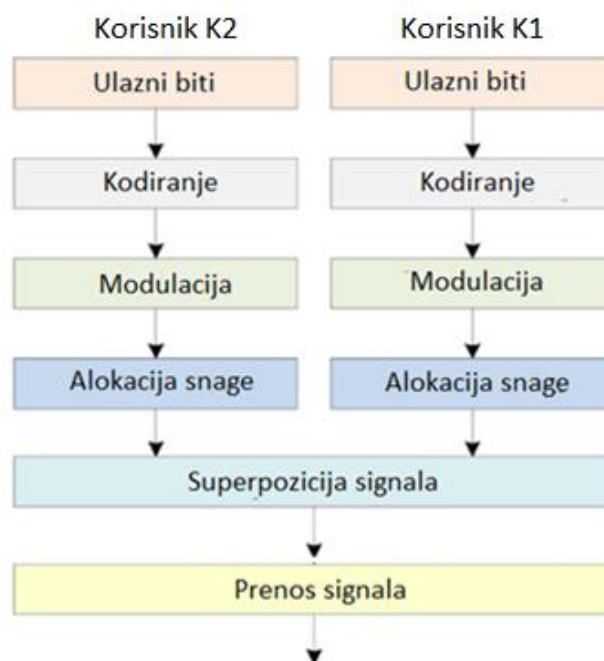 Korisnik K2 Korisnik K1
Ulazni biti Ulazni biti
Kodiranje Kodiranje
Modulacija Modulacija
Alokacija snage Alokacija snage
Superpozicija signala
Prenos signala